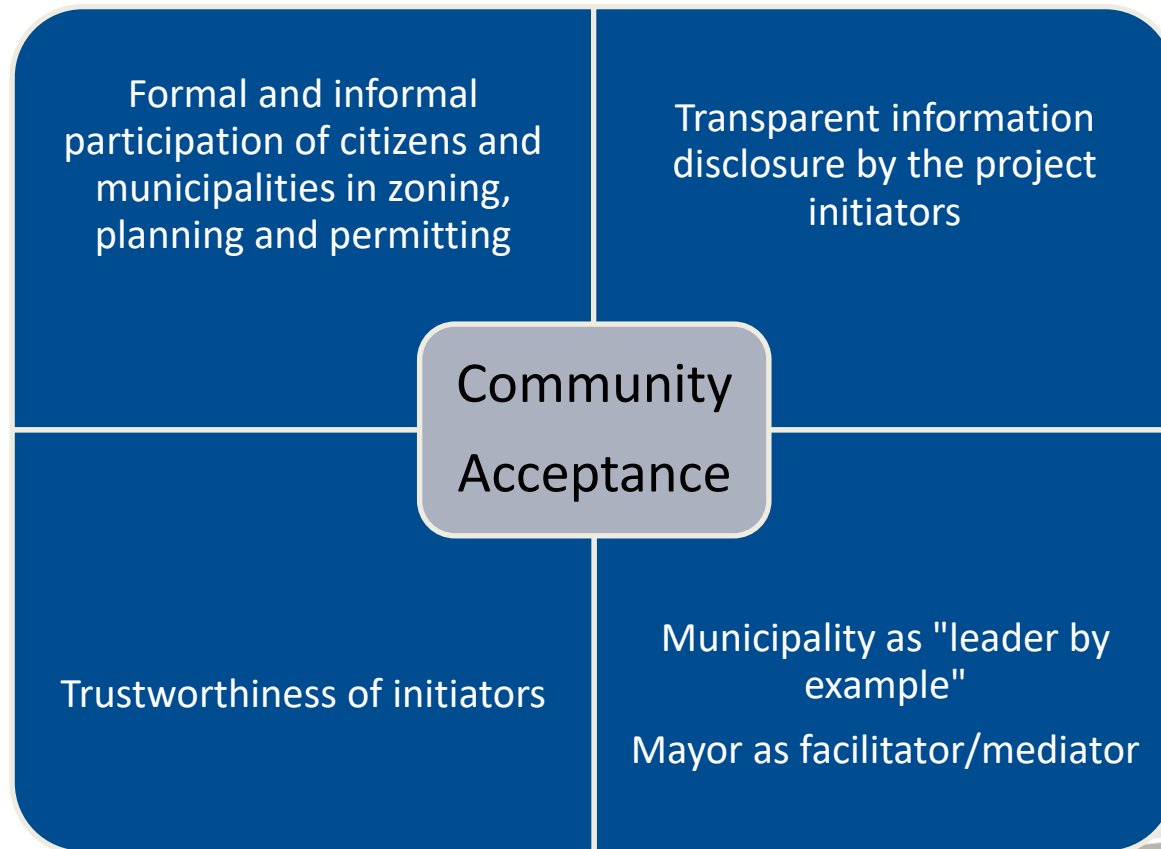 Formal and informal
participation of citizens and
municipalities in zoning,
planning and permitting
Transparent information
disclosure by the project
initiators
Community
Acceptance
Trustworthiness of initiators
Municipality as "leader by
example"
Mayor as facilitator/mediator